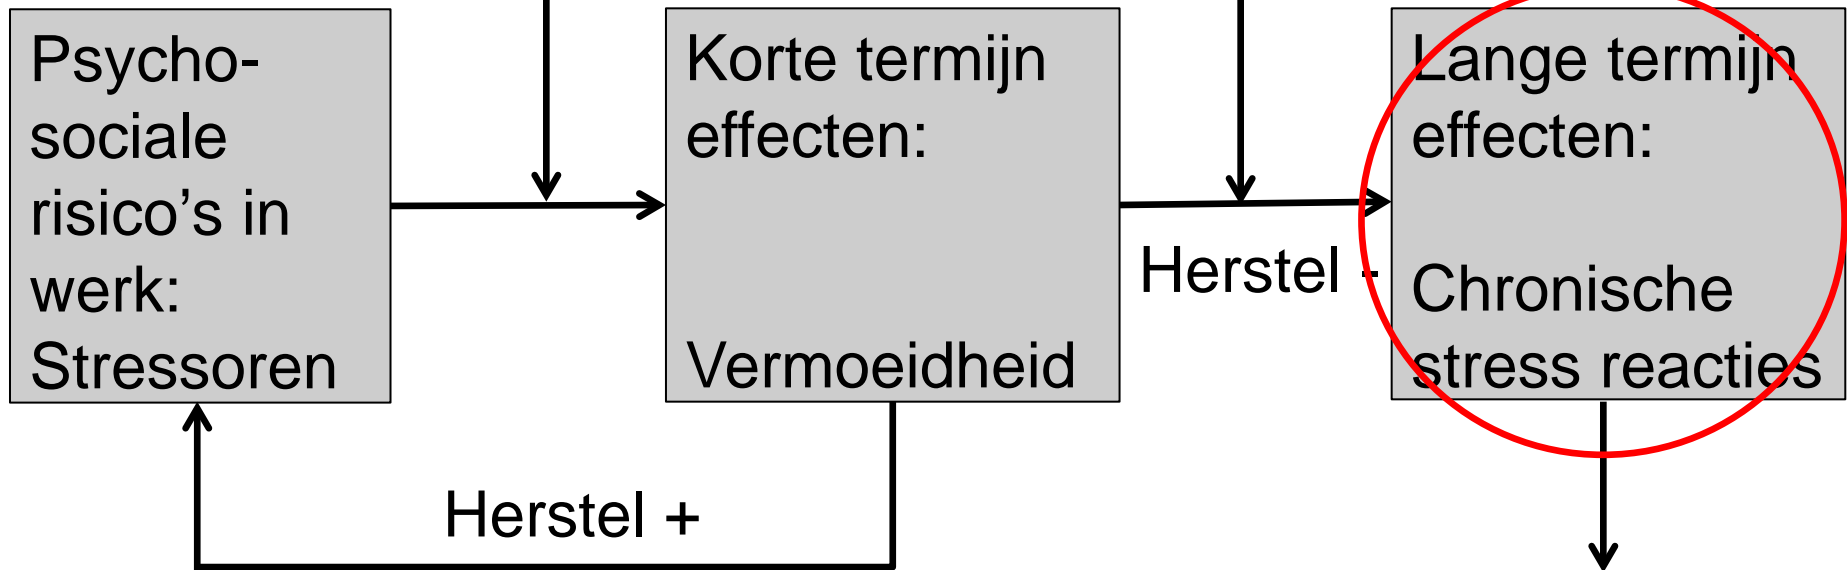 Psycho-
sociale
risico’s in
werk:
Stressoren
Korte termijn
effecten:
Vermoeidheid
Herstel -
Lange termijn
effecten:
Chronische
stress reacties
Herstel +